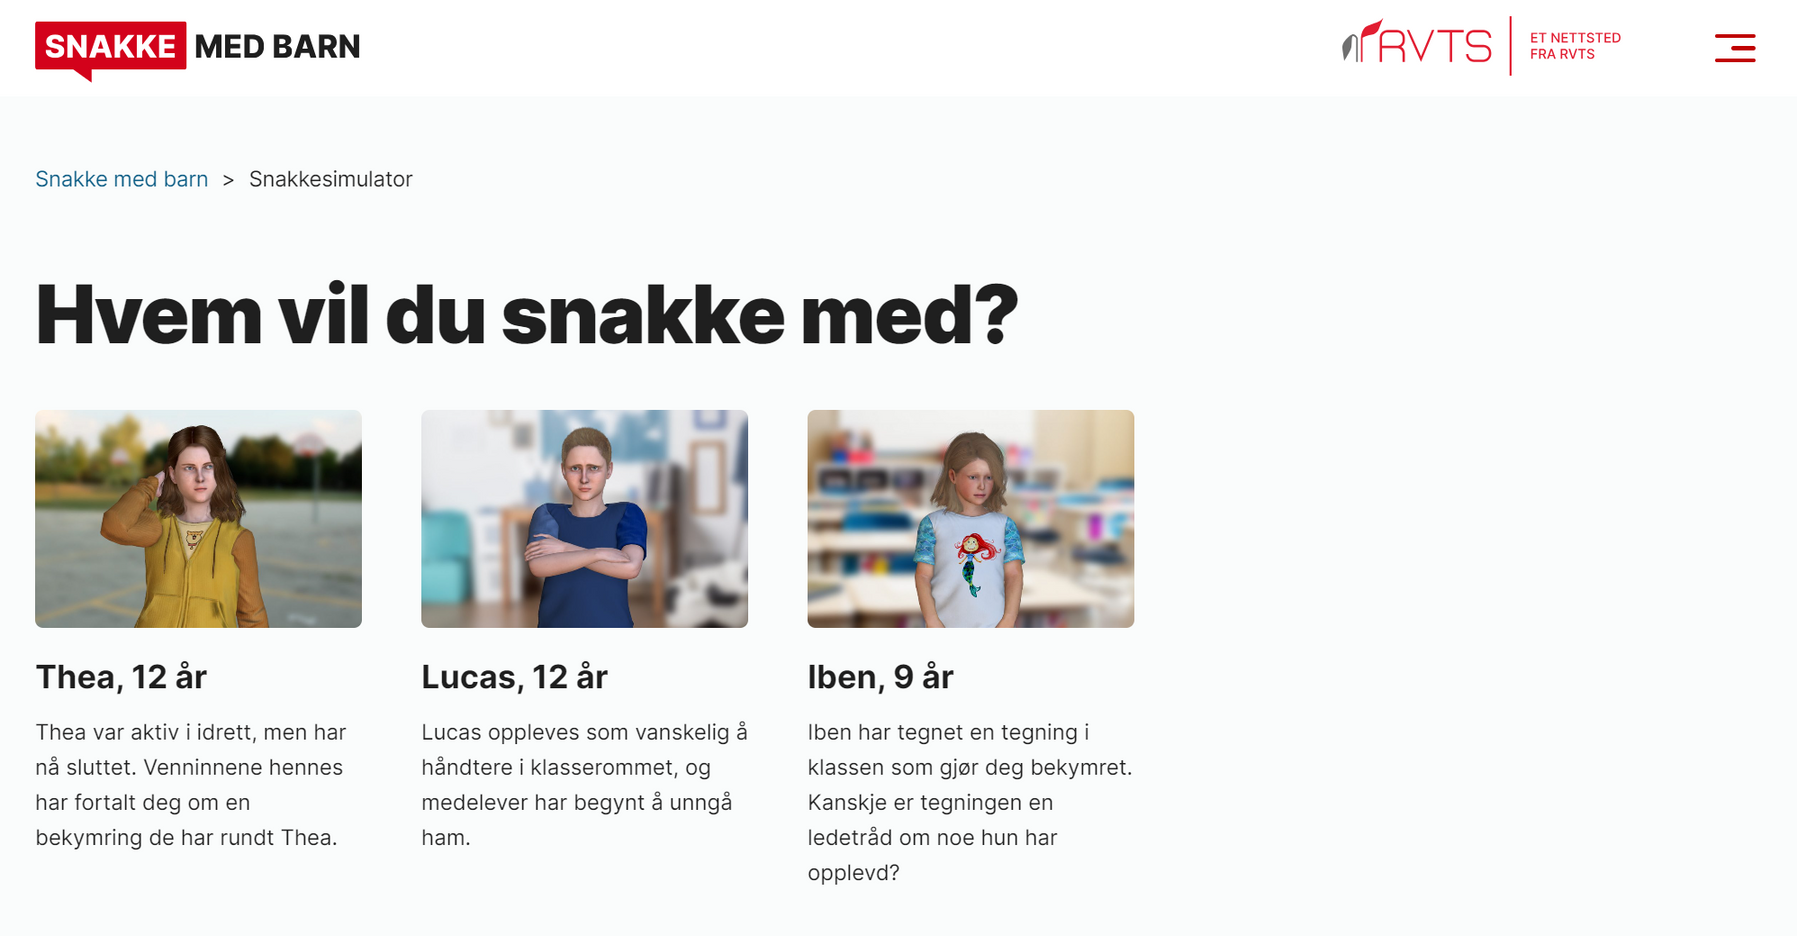 SNAKKE MED BARN
RVTS
ET NETTSTED
FRA RVTS
Snakke med barn > Snakkesimulator
Hvem vil du snakke med?
Thea, 12 år
Thea var aktiv i idrett, men har
nå sluttet. Venninnene hennes
har fortalt deg om en
bekymring de har rundt Thea.
Lucas, 12 år
Lucas oppleves som vanskelig å
håndtere i klasserommet, og
medelever har begynt å unngå
ham.
Iben, 9 år
Iben har tegnet en tegning i
klassen som gjør deg bekymret.
Kanskje er tegningen en
ledetråd om noe hun har
opplevd?